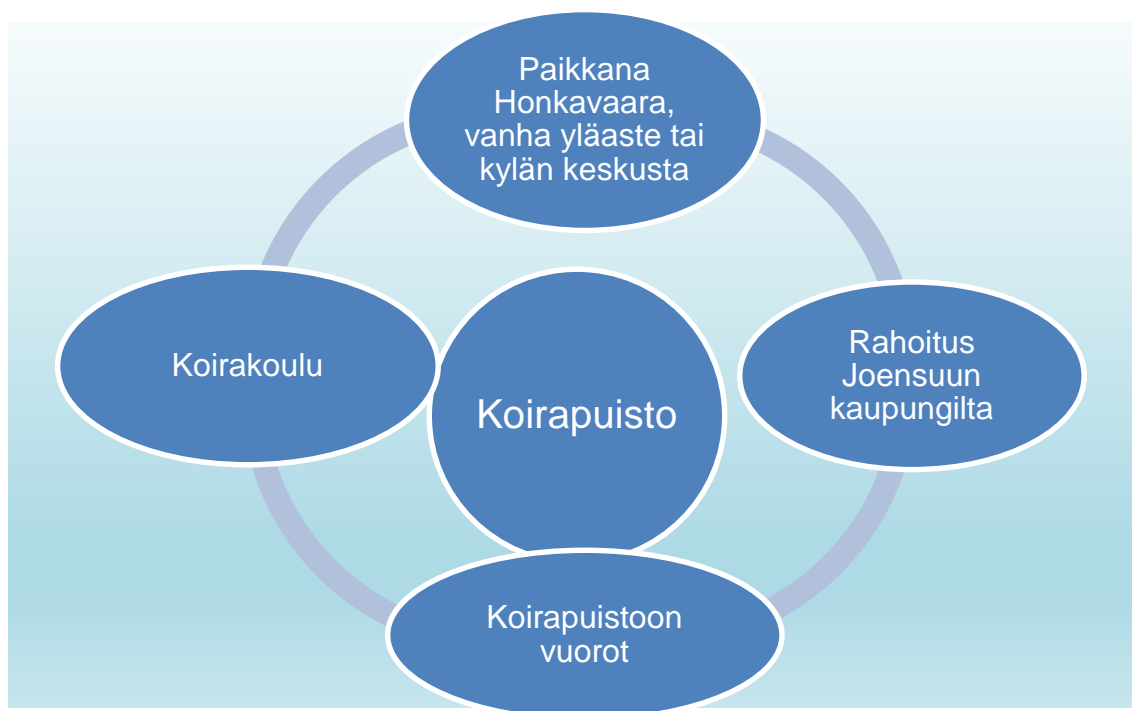 Paikkana
Honkavaara,
vanha yläaste tai
kylän keskusta
Koirakoulu
Koirapuisto
Rahoitus
Joensuun
kaupungilta
Koirapuistoon
vuorot